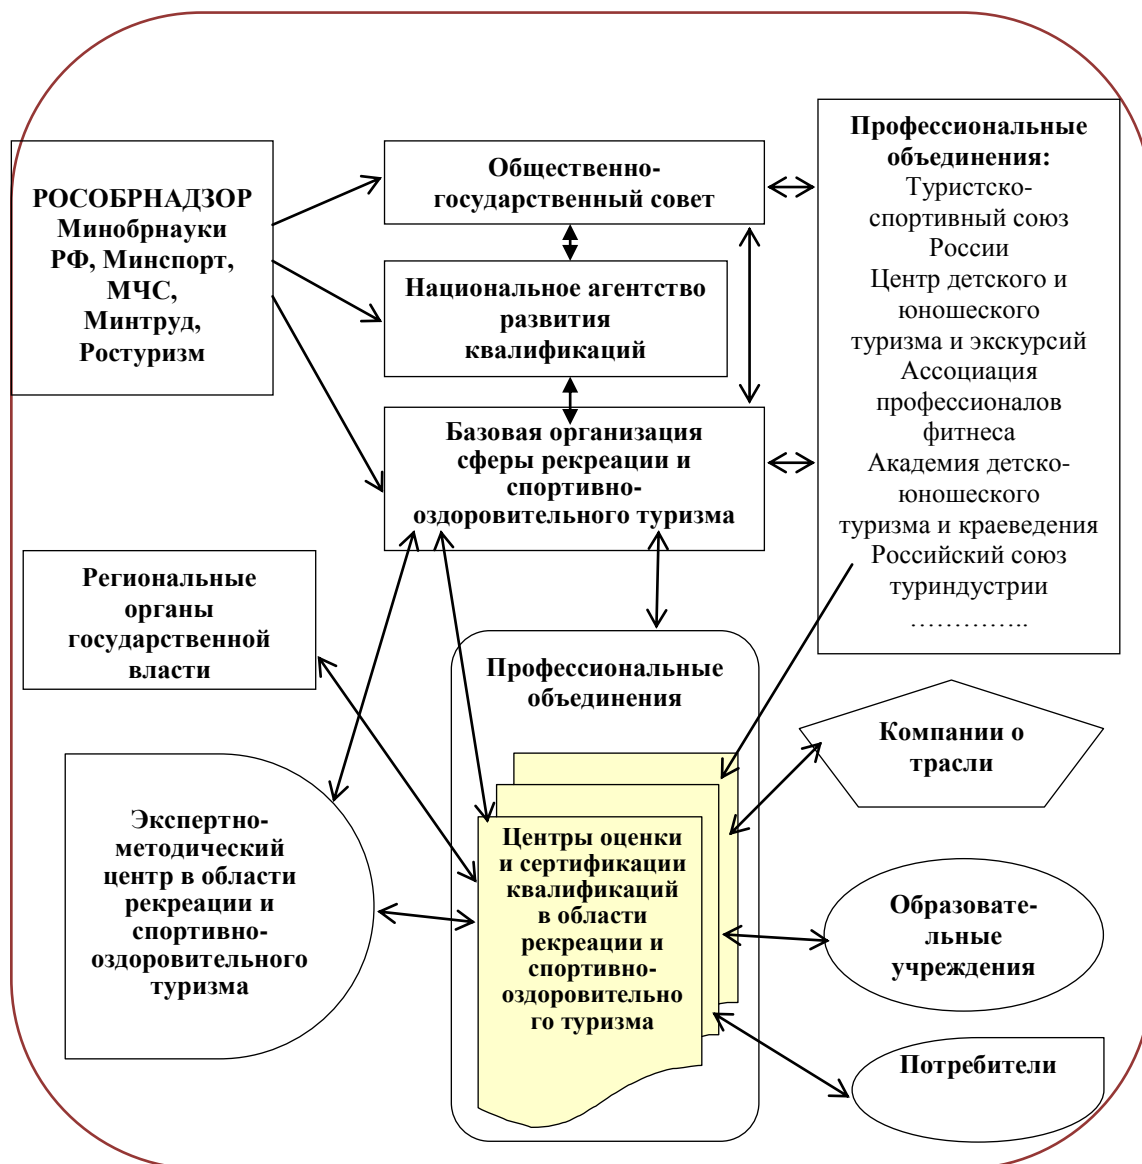 РОСОБРНАДЗОР
Минобрнауки
РФ, Минспорт,
МЧС,
Минтруд,
Ростуризм
Общественно-
государственный совет
Национальное агентство
развития
квалификаций
Базовая организация
сферы рекреации и
спортивно-
оздоровительного туризма
Профессиональные
объединения:
Туристско-
спортивный союз
России
Центр детского и
юношеского
туризма и экскурсий
Ассоциация
профессионалов
фитнеса
Академия детско-
юношеского
туризма и краеведения
Российский союз
туриндустрии
…………..
Региональные
органы
государственной
власти
Профессиональные
объединения
Компании о
трасли
Экспертно-
методический
центр в области
рекреации и
спортивно-
оздоровительного
туризма
Центры оценки
и сертификации
квалификаций
в области
рекреации и
спортивно-
оздоровительно
го туризма
Образовате-
льные
учреждения
Потребители